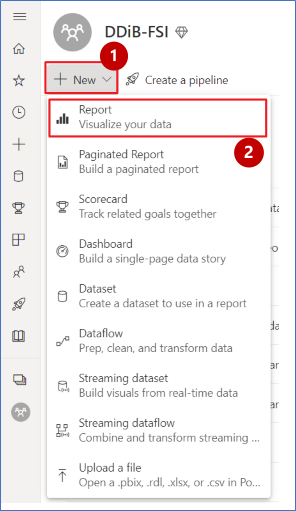 DDiB-FSI
1
New
Create a pipeline
Report
Visualize your data
2
Paginated Report
Build a paginated report
Scorecard
Track related goals together
Dashboard
Build a single-page data story
Dataset
Create a dataset to use in a report
Dataflow
Prep, clean, and transform data
Streaming dataset
Build visuals from real-time data
Streaming dataflow
Combine and transform streaming ...
Upload a file
Open a .pbix, .rdl, .xlsx, or .csv in Po...